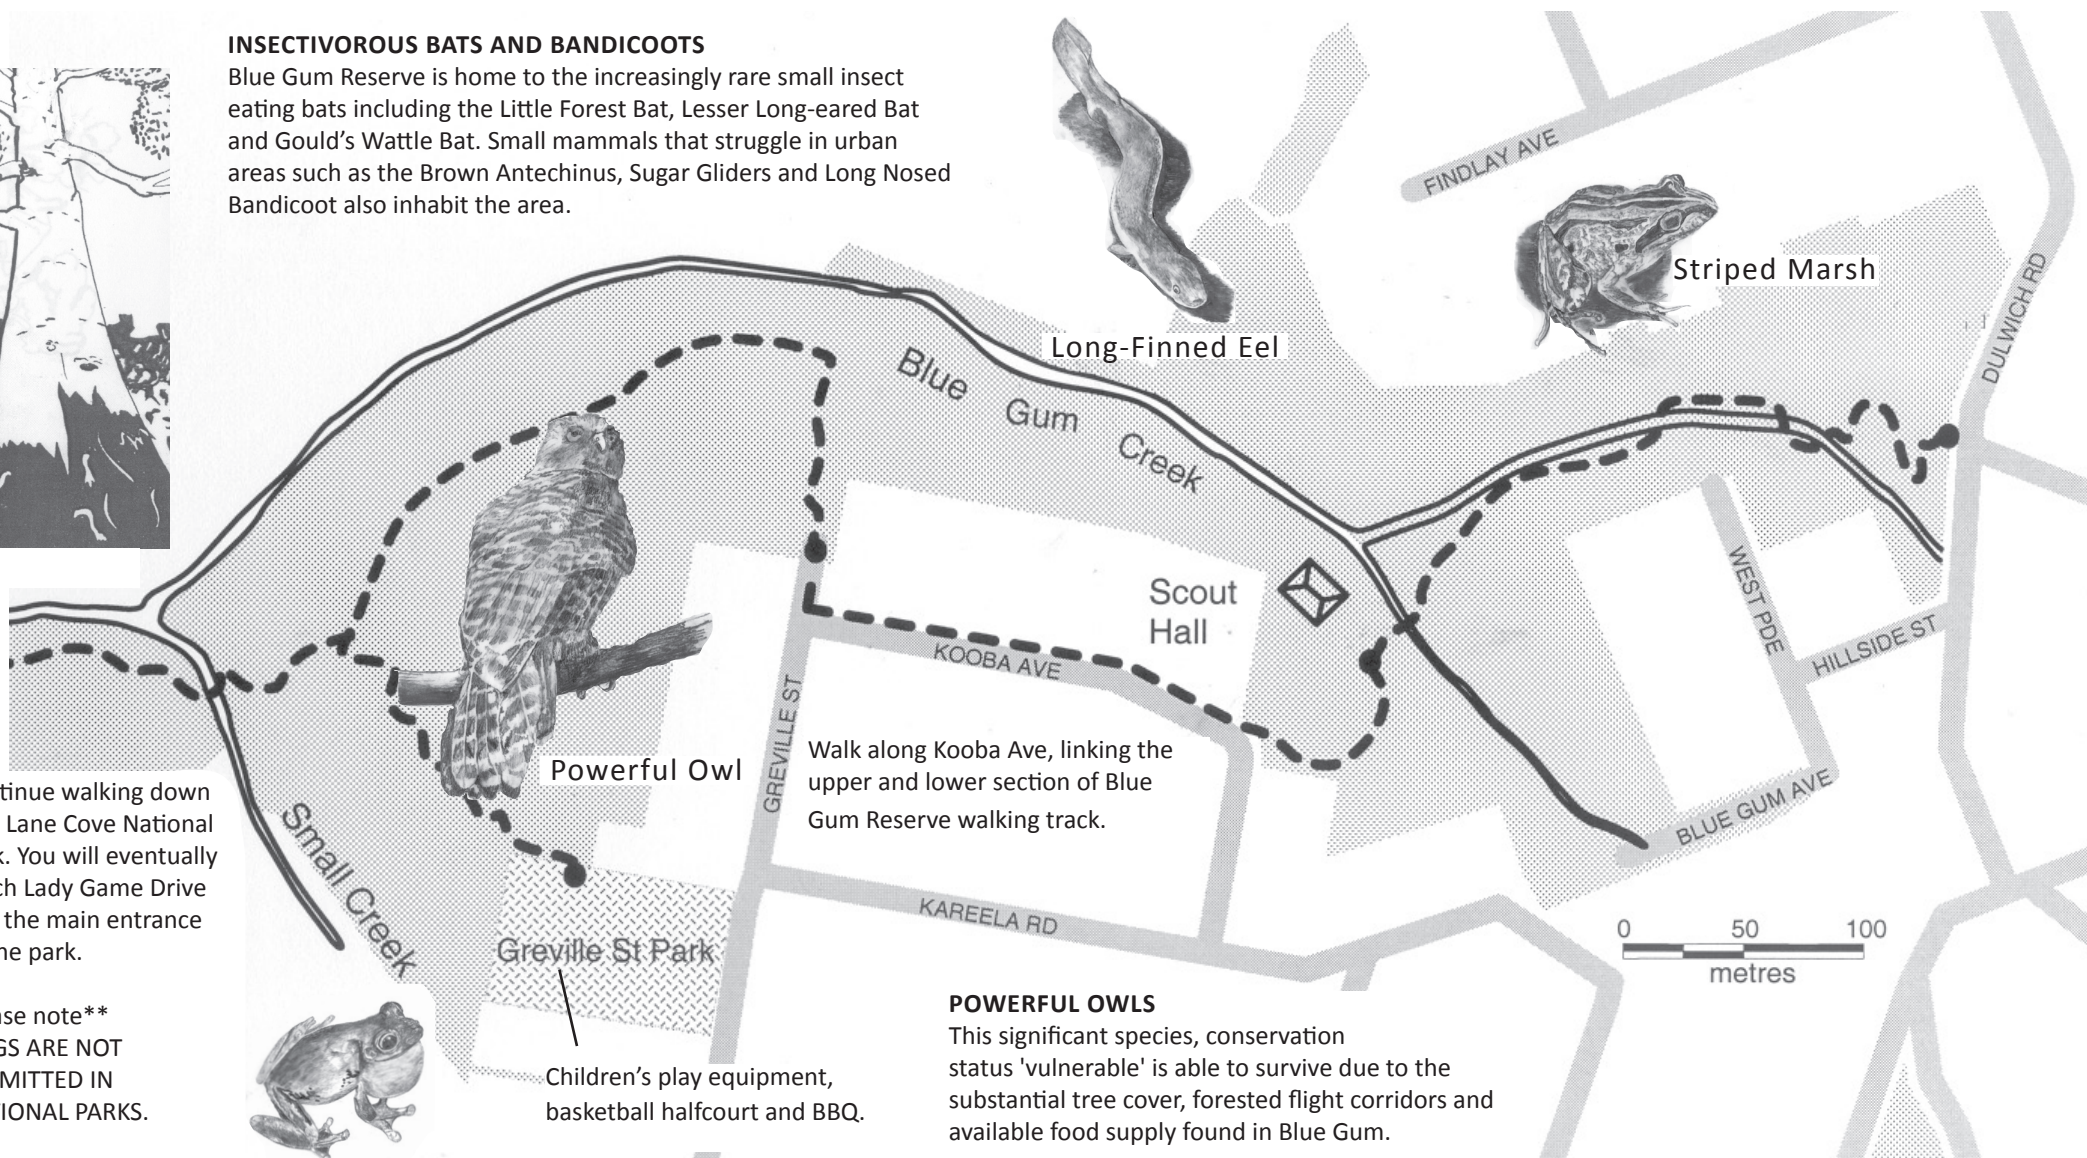 INSECTIVOROUS BATS AND BANDICOOTS
Blue Gum Reserve is home to the increasingly rare small insect
eating bats including the Little Forest Bat, Lesser Long-eared Bat
and Gould’s Wattle Bat. Small mammals that struggle in urban
areas such as the Brown Antechinus, Sugar Gliders and Long Nosed
Bandicoot also inhabit the area.
FINDLAY AVE
Striped Marsh
Long-Finned Eel
DULWICH RD
Blue Gum Creek
Scout
Hall
WEST PDE
HILLSIDE ST
KOOBA AVE
GREVILLE ST
Powerful Owl
Walk along Kooba Ave, linking the
upper and lower section of Blue
Gum Reserve walking track.
BLUE GUM AVE
tinue walking down
Lane Cove National
k. You will eventually
ch Lady Game Drive
the main entrance
he park.
Small Creek
KAREELA RD
Greville St Park
0 50 100
metres
ase note**
GS ARE NOT
MITTED IN
TIONAL PARKS.
Children’s play equipment,
basketball halfcourt and BBQ.
POWERFUL OWLS
This significant species, conservation
status 'vulnerable' is able to survive due to the
substantial tree cover, forested flight corridors and
available food supply found in Blue Gum.